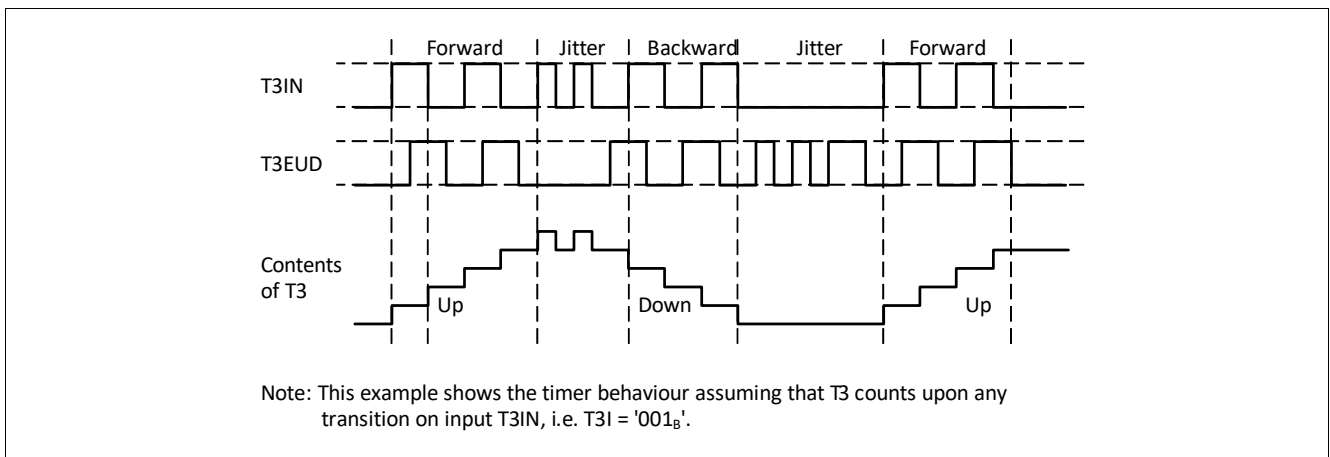 Forward Jitter Backward Jitter Forward
T3IN
T3EUD
Contents
of T3
Up Down Up
Note: This example shows the timer behaviour assuming that T3 counts upon any
transition on input T3IN, i.e. T3I = '001B'.